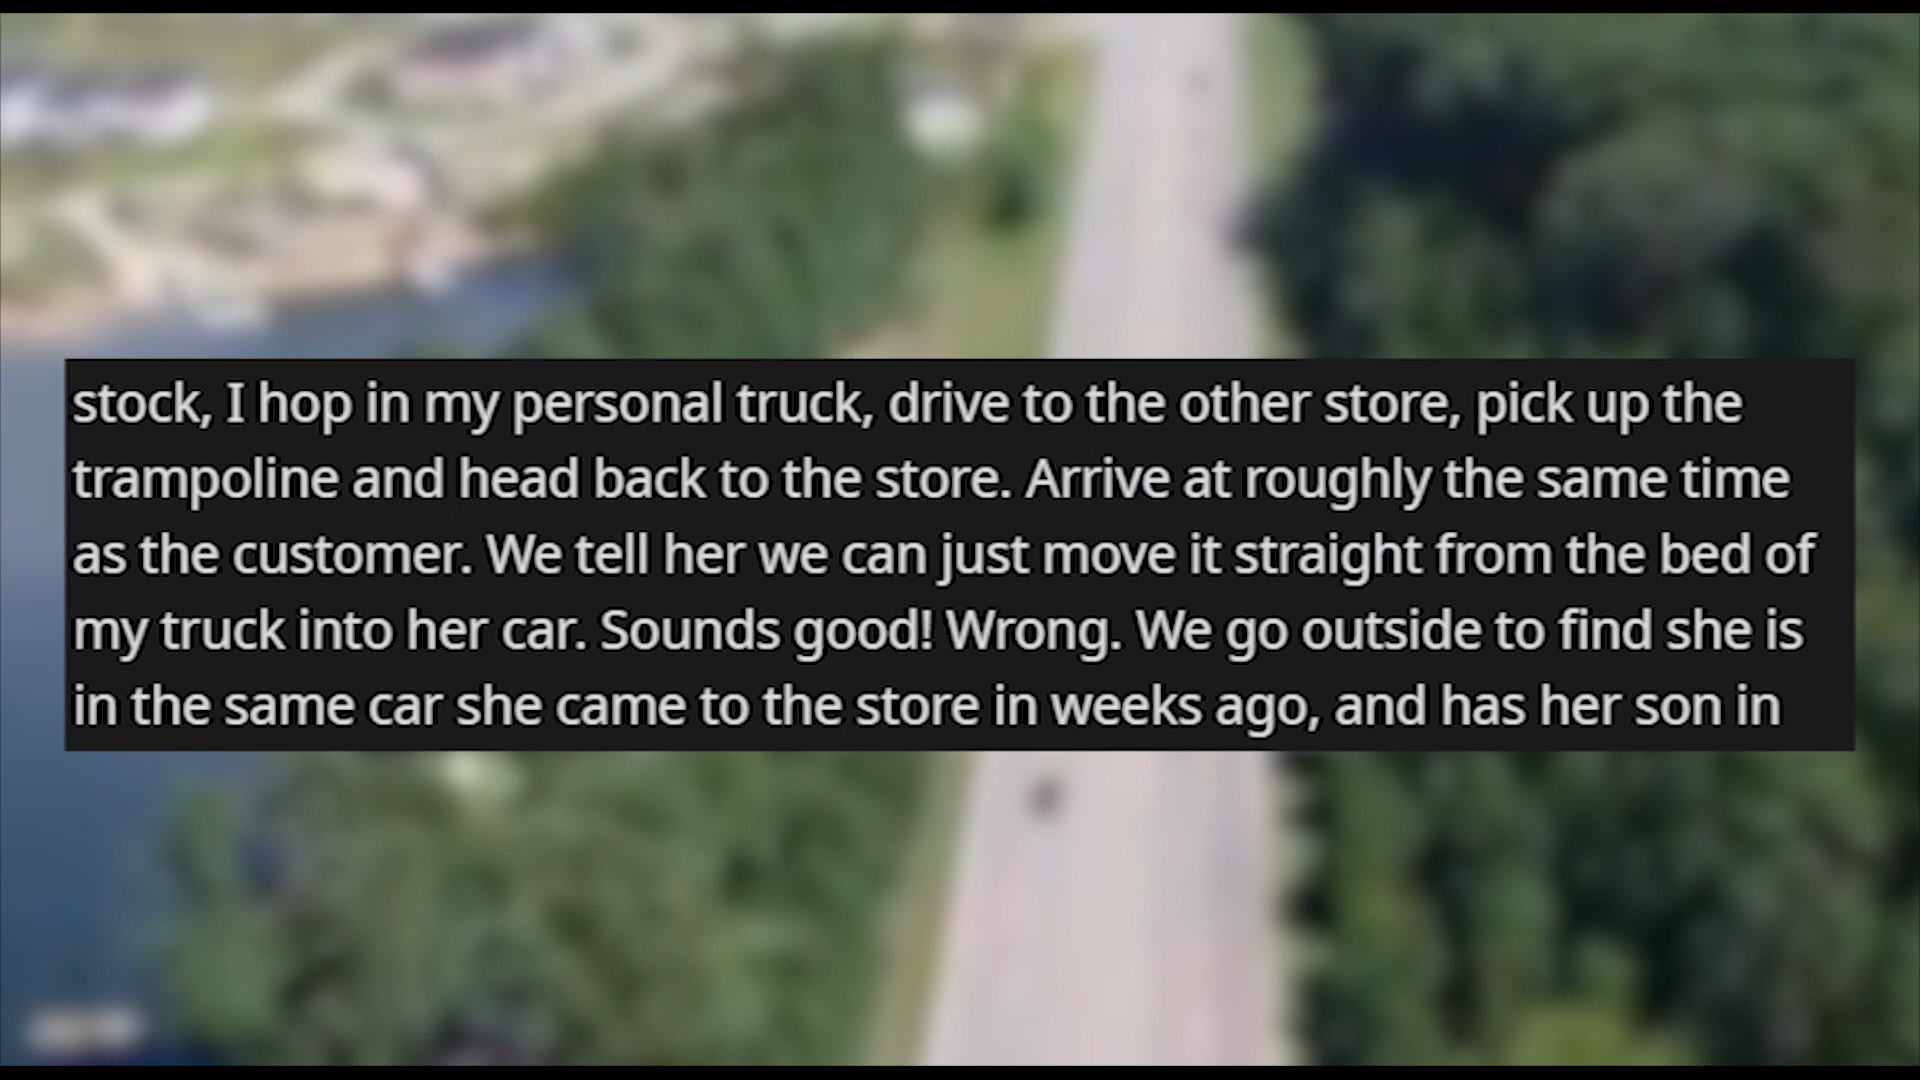 stock, I hop in my personal truck, drive to the other store, pick up the
trampoline and head back to the store. Arrive at roughly the same time
as the customer. We tell her we can just move it straight from the bed of
my truck into her car. Sounds good! Wrong. We go outside to find she is
in the same car she came to the store in weeks ago, and has her son in